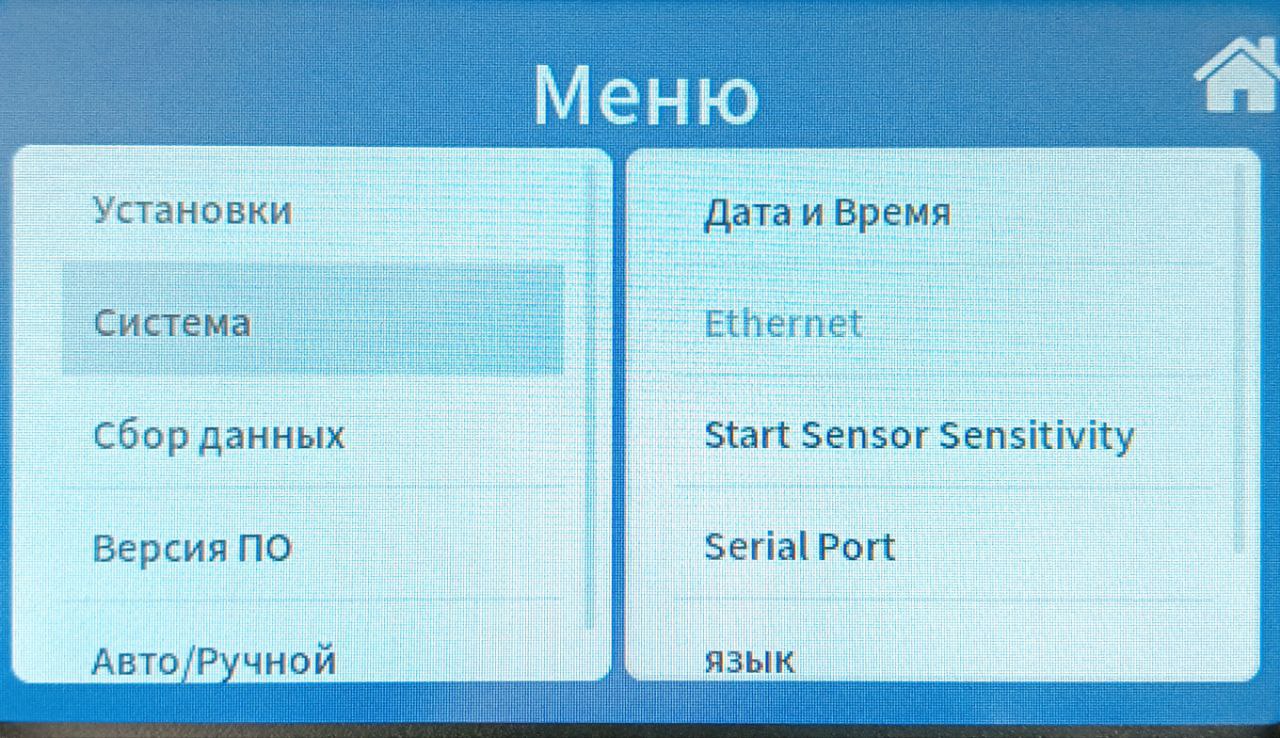 Меню
Установки
Система
Сбор данных
Версия ПО
Авто/Ручной
Дата и Время
Ethernet
Start Sensor Sensitivity
Serial Port
язык